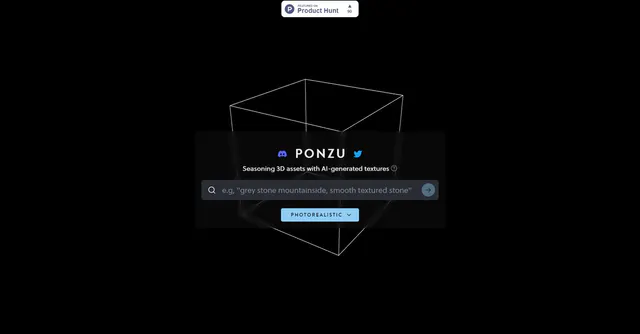 FEATURED ON
Product Hunt
PONZU
Seasoning 3D assets with AI-generated textures
e.g, "grey stone mountainside, smooth textured stone"
PHOTOREALISTIC